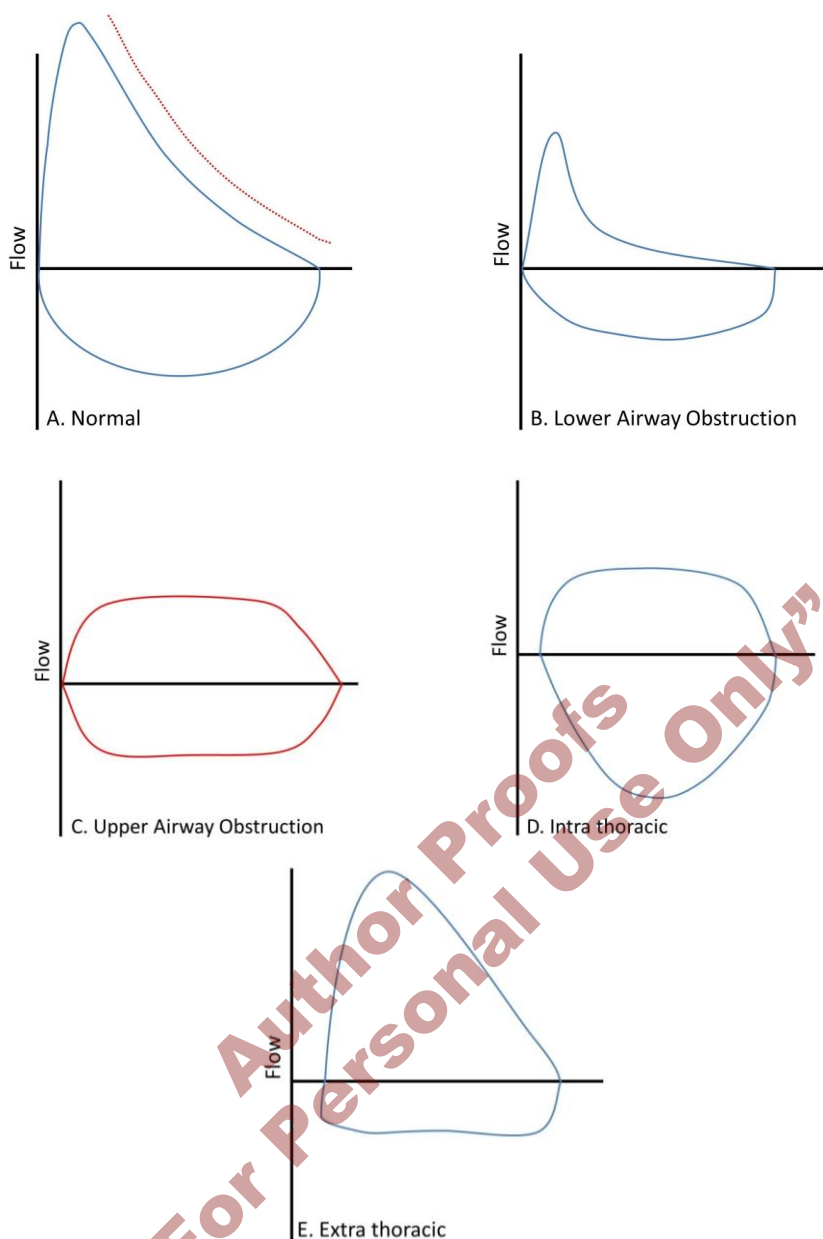 Flow
A. Normal
Flow
B. Lower Airway Obstruction
Flow
C. Upper Airway Obstruction
Flow
D. Intra thoracic
Flow
E. Extra thoracic
Author Proofs
For Personal Use Only”